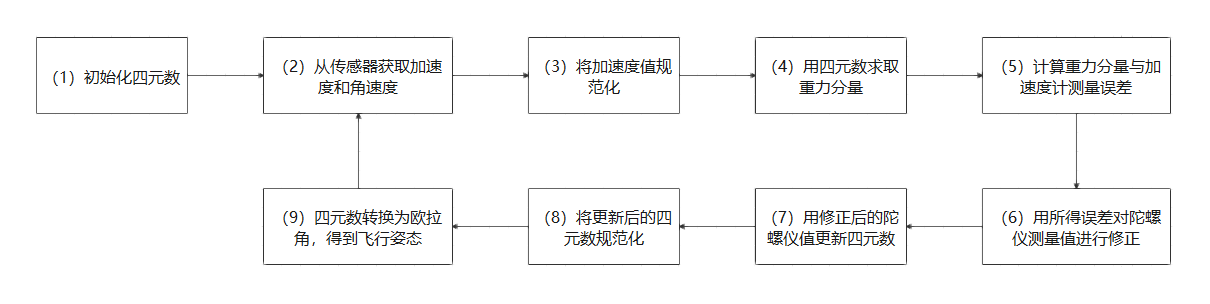 （1）初始化四元数
（2）从传感器获取加速
度和角速度
（3）将加速度值规
范化
（4）用四元数求取
重力分量
（5）计算重力分量与加
速度计测量误差
（6）用所得误差对陀螺
仪测量值进行修正
（7）用修正后的陀
螺仪值更新四元数
（8）将更新后的四
元数规范化
（9）四元数转换为欧拉
角，得到飞行姿态